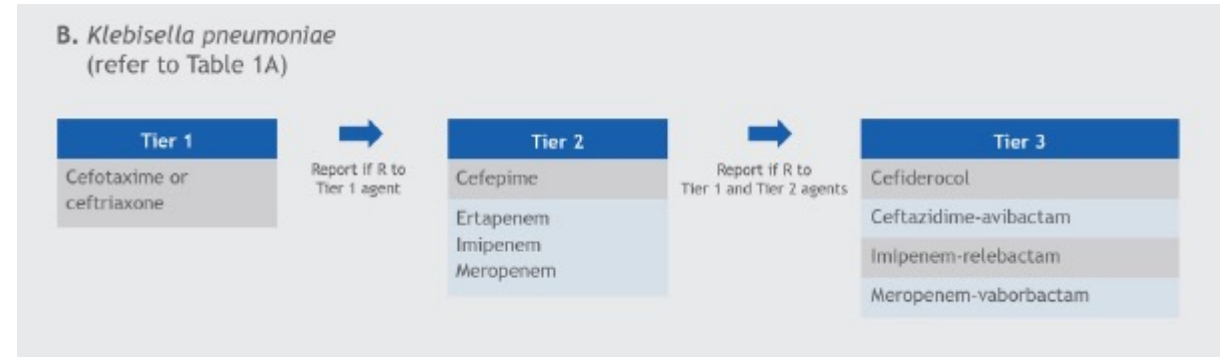 B. Klebisella pneumoniae
(refer to Table 1A)
Tier 1
Cefotaxime or
ceftriaxone
Report if R to
Tier 1 agent
Tier 2
Cefepime
Ertapenem
Imipenem
Meropenem
Report if R to
Tier 1 and Tier 2 agents
Tier 3
Cefiderocol
Ceftazidime-avibactam
Imipenem-relebactam
Meropenem-vaborbactam